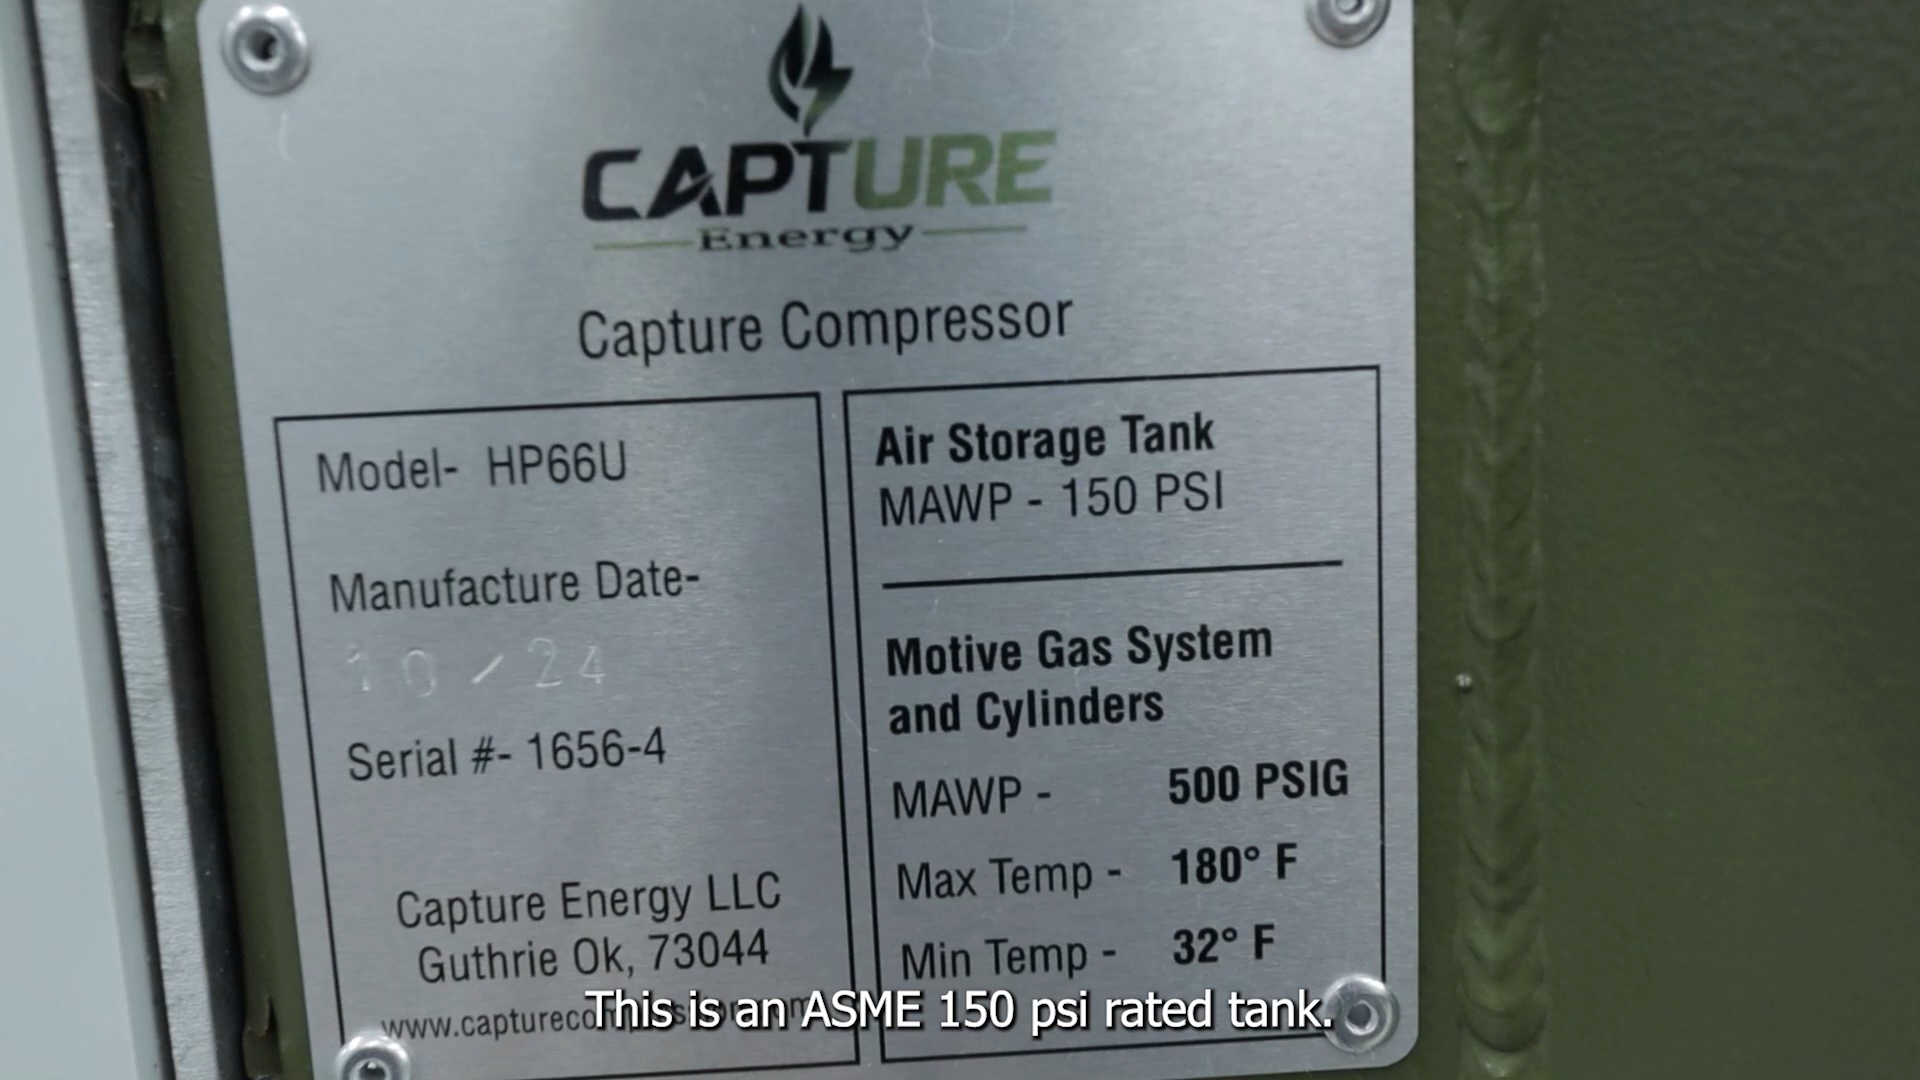 CAPTURE
Energy
Capture Compressor
Model- HP66U
Manufacture Date-
10/24
Serial #- 1656-4
Capture Energy LLC
Guthrie Ok, 73044
Air Storage Tank
MAWP - 150 PSI
Motive Gas System
and Cylinders
MAWP - 500 PSIG
Max Temp - 180° F
Min Temp - 32° F
This is an ASME 150 psi rated tank.